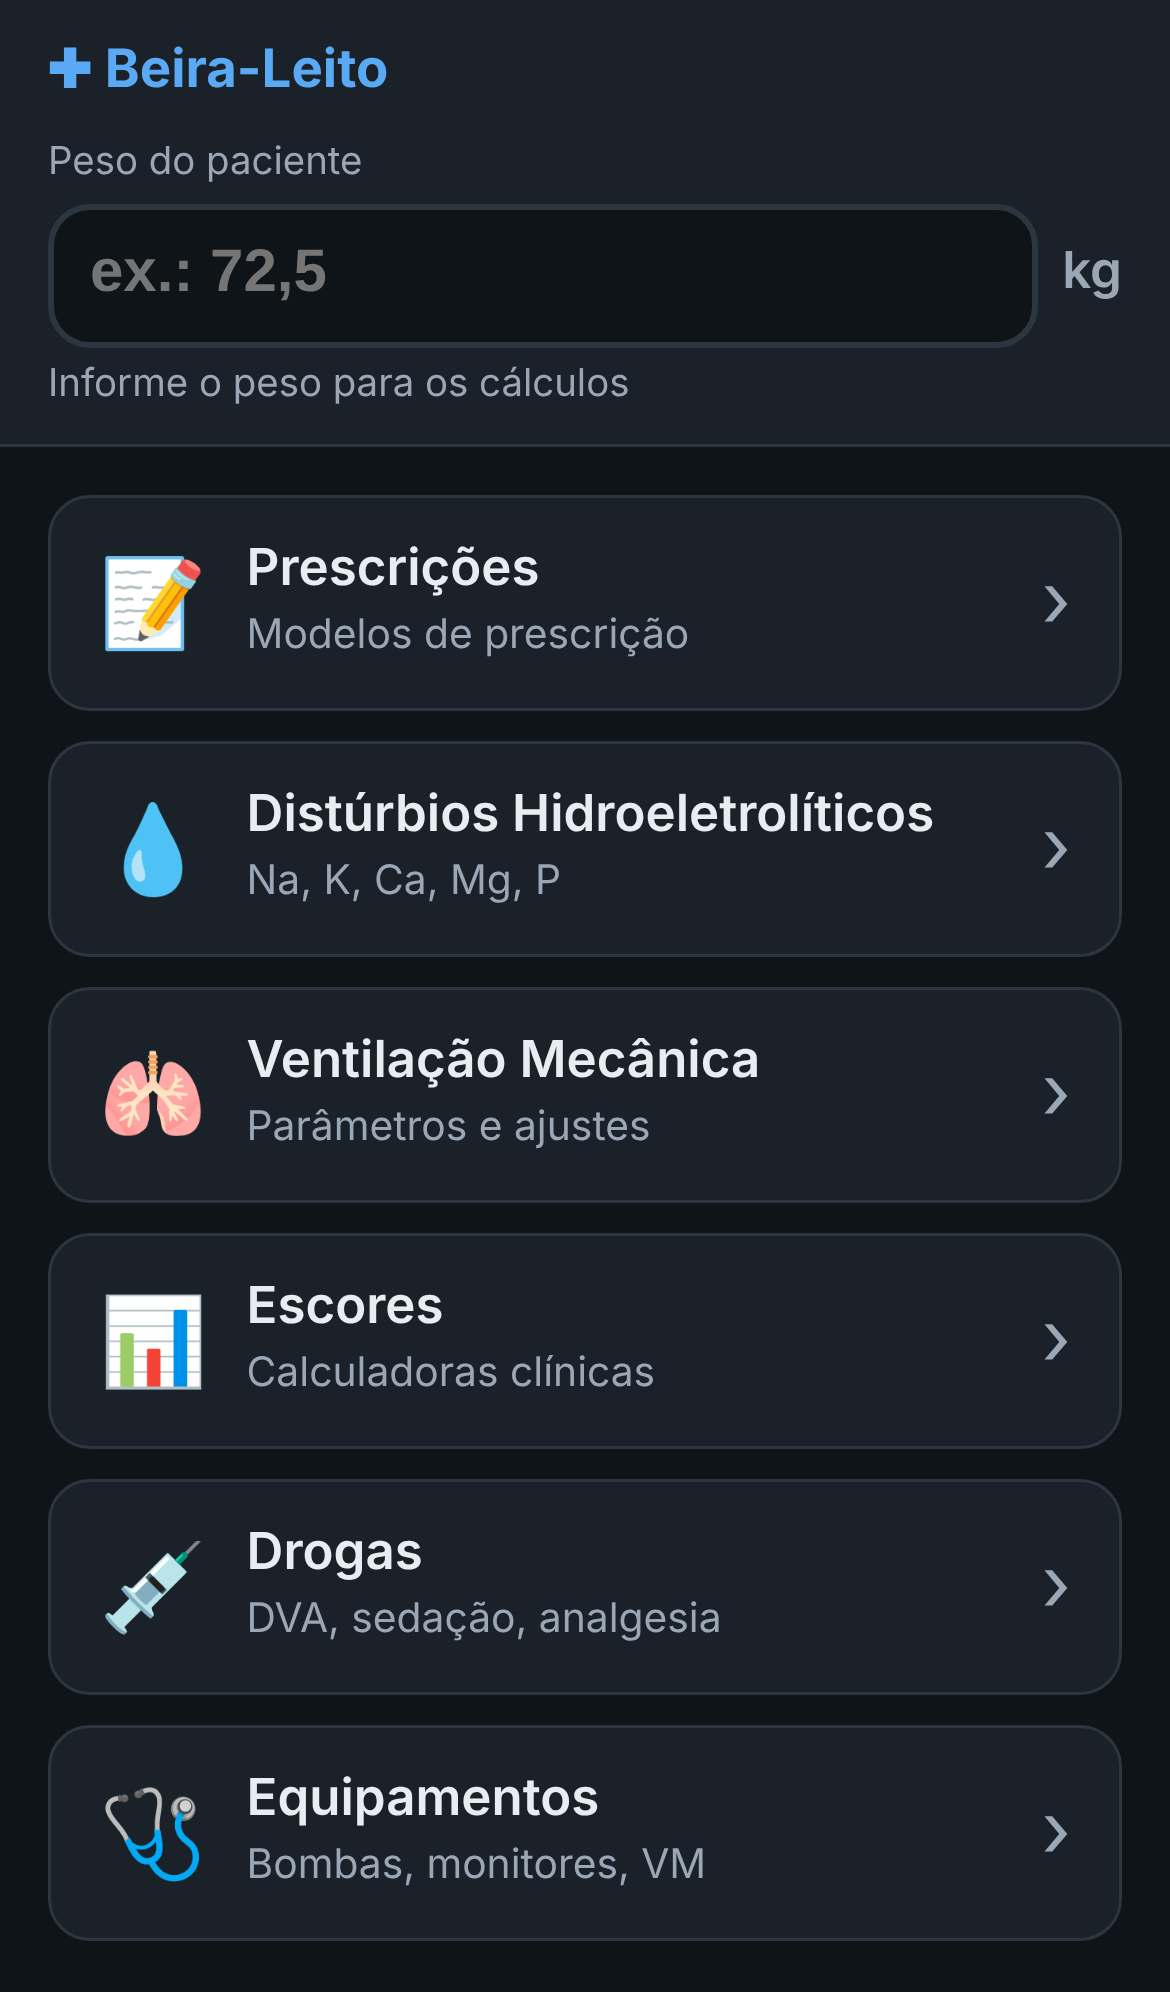 Beira-Leito
Peso do paciente
ex.: 72,5
kg
Informe o peso para os cálculos
Prescrições
Modelos de prescrição
Distúrbios Hidroeletrolíticos
Na, K, Ca, Mg, P
Ventilação Mecânica
Parâmetros e ajustes
Escores
Calculadoras clínicas
Drogas
DVA, sedação, analgesia
Equipamentos
Bombas, monitores, VM